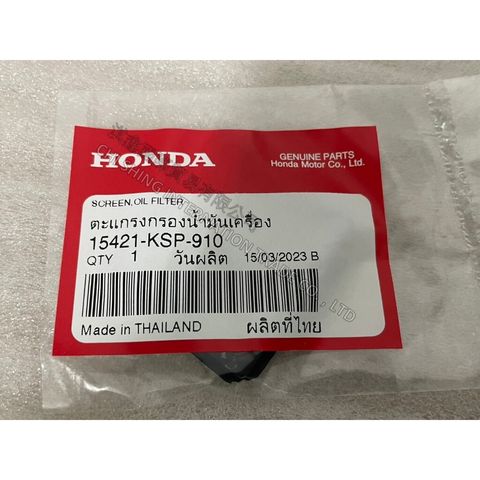 HONDA
GENUINE PARTS
Honda Motor Co., Ltd.
SCREEN, OIL FILTER
ตะแกรงกรองน้ำมันเครื่อง
15421-KSP-910
QTY 1 วันผลิต 15/03/2023 B
Made in THAILAND ผลิตที่ไทย